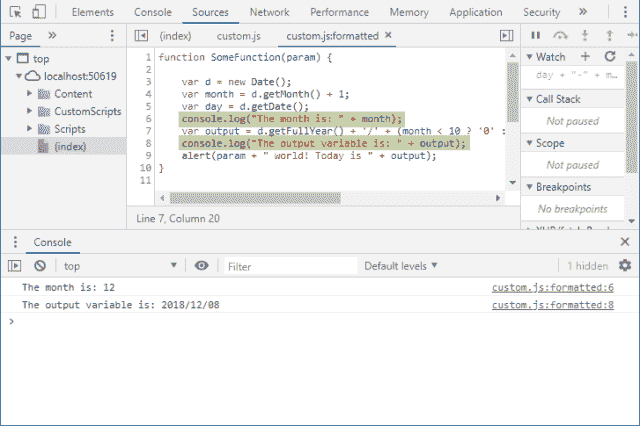 Elements Console Sources Network Performance Memory Application Security »
Page » (index) custom.js custom.js:formatted ×
top
localhost:50619
Content
CustomScripts
Scripts
(index)
1 function SomeFunction(param) {
2
3 var d = new Date();
4 var month = d.getMonth() + 1;
5 var day = d.getDate();
6 console.log("The month is: " + month);
7 var output = d.getFullYear() + '/' + (month < 10 ? '0' :
8 console.log("The output variable is: " + output);
9 alert(param + " world! Today is " + output);
10 }
11
Line 7, Column 20
Watch
day + "-" + m...
Call Stack
Not paused
Scope
Not paused
Breakpoints
No breakpoints
Console
top Filter Default levels 1 hidden
The month is: 12 custom.js:formatted:6
The output variable is: 2018/12/08 custom.js:formatted:8
>